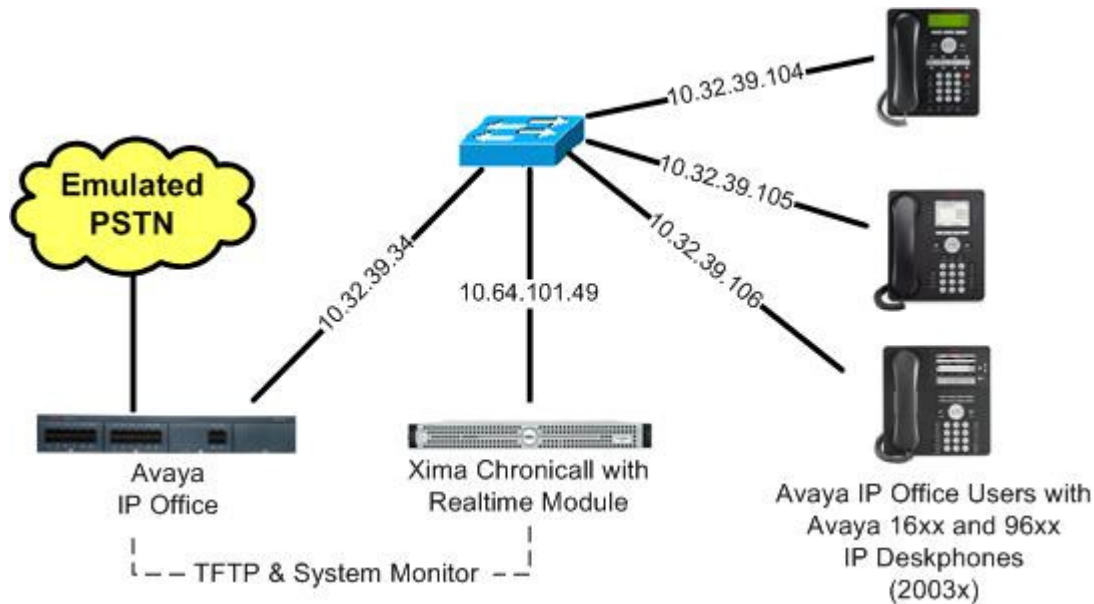 10.32.39.104
Emulated
PSTN
10.32.39.105
10.32.39.34
10.64.101.49
10.32.39.106
Avaya
IP Office
Xima Chronicall with
Realtime Module
Avaya IP Office Users with
Avaya 16xx and 96xx
IP Deskphones
(2003x)
TFTP & System Monitor